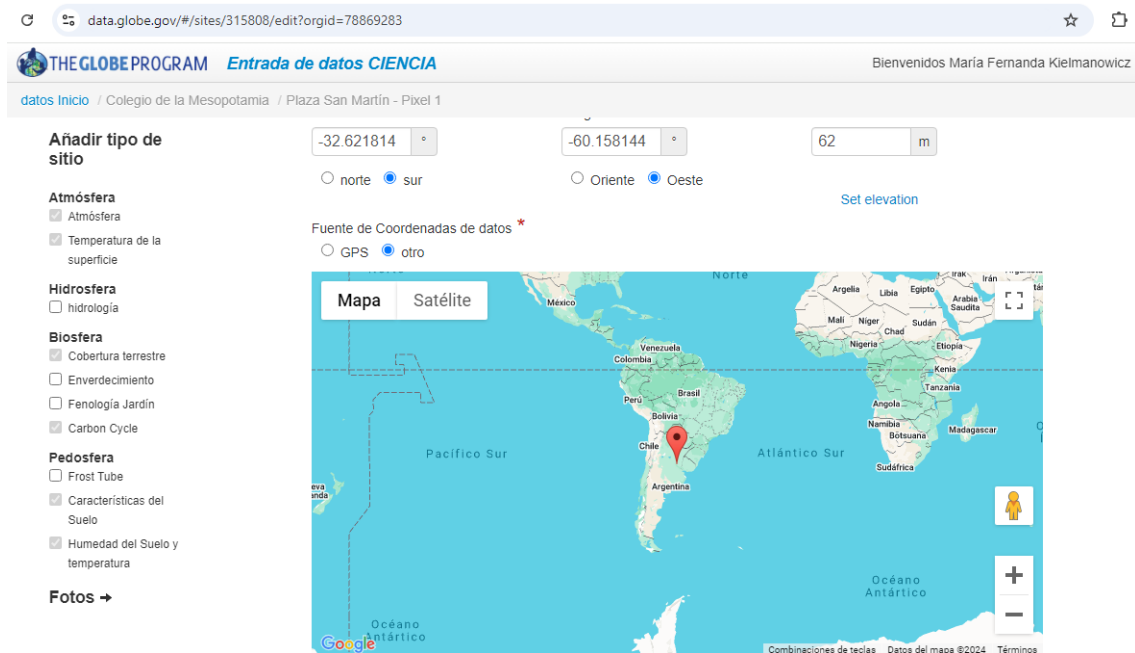 data.globe.gov/#/sites/315808/edit?orgid=78869283
THE GLOBE PROGRAM Entrada de datos CIENCIA
Bienvenidos María Fernanda Kielmanowicz
datos Inicio / Colegio de la Mesopotamia / Plaza San Martín - Pixel 1
Añadir tipo de
sitio
Atmósfera
Atmósfera
Temperatura de la
superficie
Hidrosfera
hidrología
Biosfera
Cobertura terrestre
Enverdecimiento
Fenología Jardín
Carbon Cycle
Pedosfera
Frost Tube
Características del
Suelo
Humedad del Suelo y
temperatura
Fotos →
-32.621814 °
-60.158144 °
62 m
norte sur
Oriente Oeste
Set elevation
Fuente de Coordenadas de datos *
GPS otro
Mapa Satélite
Norte
México
Venezuela
Colombia
Perú
Brasil
Bolivia
Chile
Argentina
Pacífico Sur
Atlántico Sur
Argelia
Libia
Egipto
Irak
Irán
Arabia
Saudita
Malí
Níger
Chad
Sudán
Nigeria
Etiopía
Kenia
Tanzania
Angola
Namibia
Botsuana
Madagascar
Sudáfrica
Océano
Antártico
Océano
Antártico
Google
Combinaciones de teclas Datos del mapa ©2024 Términos